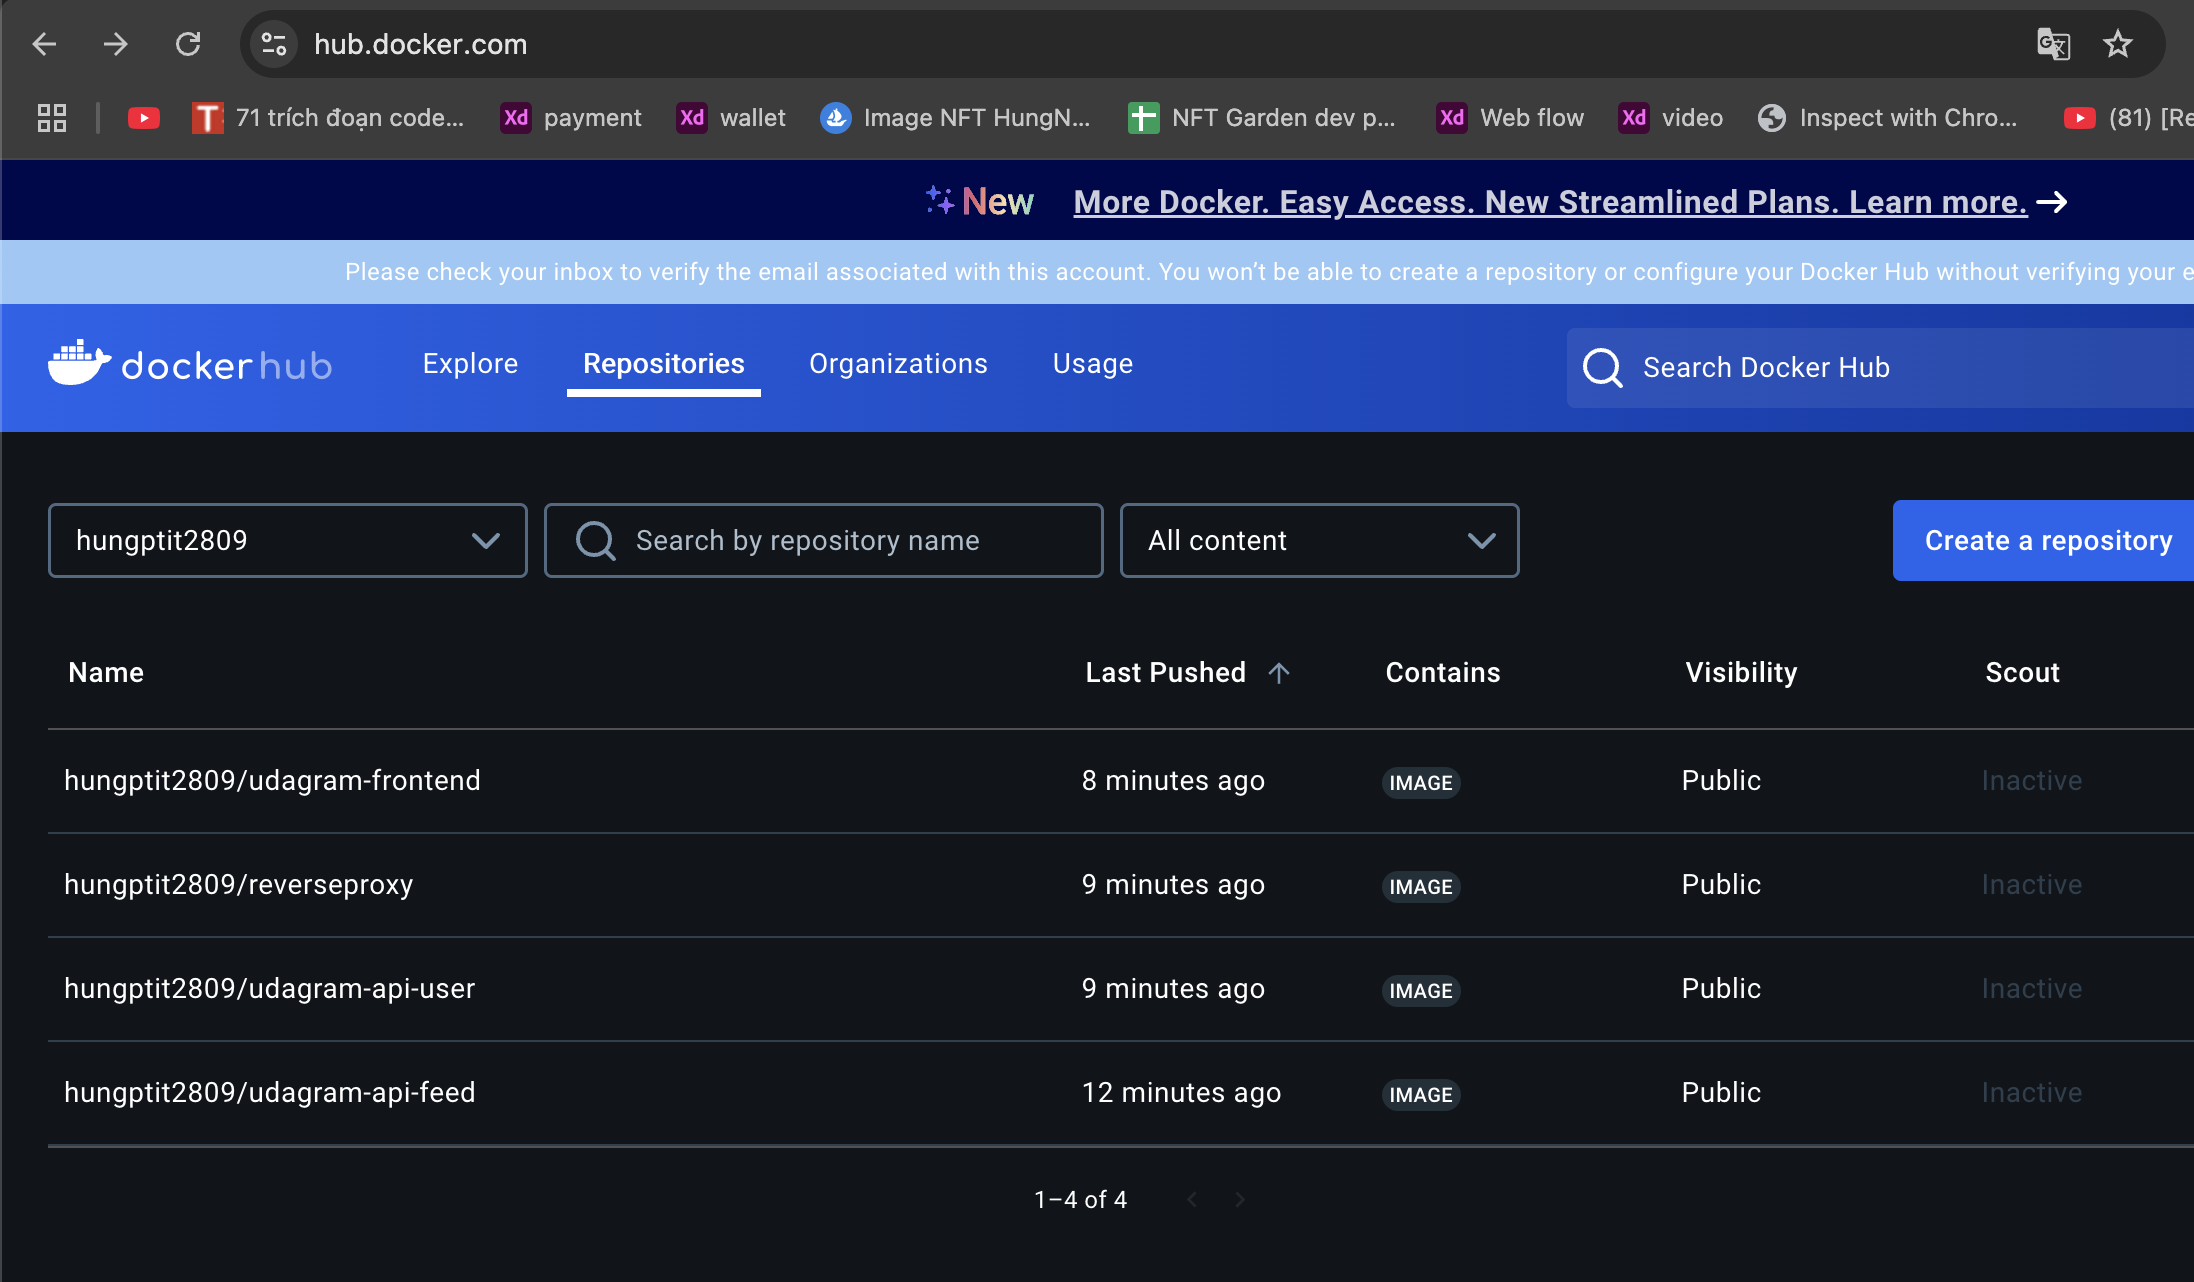 hub.docker.com
71 trích đoạn code... payment wallet Image NFT HungN... NFT Garden dev p... Web flow video Inspect with Chro... (81) [Re
New More Docker. Easy Access. New Streamlined Plans. Learn more. →
Please check your inbox to verify the email associated with this account. You won’t be able to create a repository or configure your Docker Hub without verifying your e
dockerhub Explore Repositories Organizations Usage Search Docker Hub
hungptit2809 Search by repository name All content Create a repository
Name Last Pushed Contains Visibility Scout
hungptit2809/udagram-frontend 8 minutes ago IMAGE Public Inactive
hungptit2809/reverseproxy 9 minutes ago IMAGE Public Inactive
hungptit2809/udagram-api-user 9 minutes ago IMAGE Public Inactive
hungptit2809/udagram-api-feed 12 minutes ago IMAGE Public Inactive
1–4 of 4